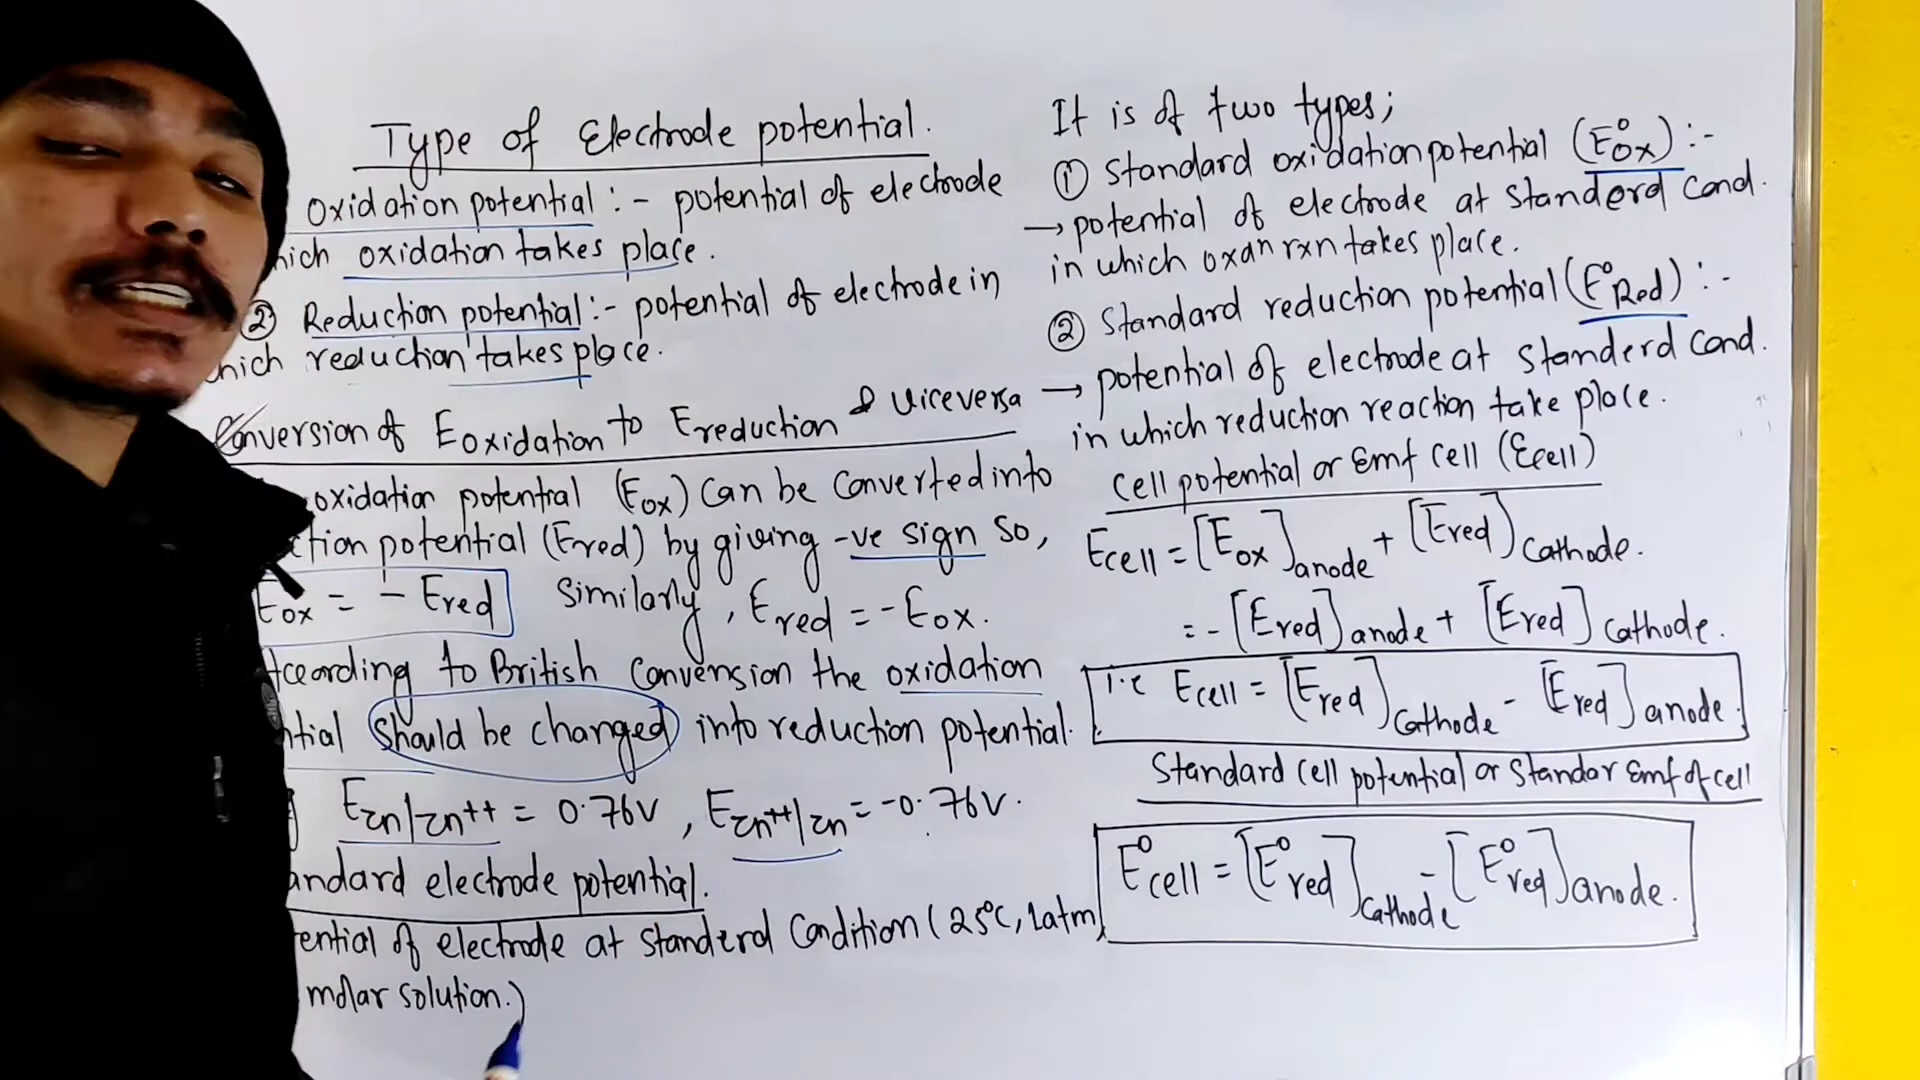 Type of Electrode potential.
Oxidation potential :- potential of electrode
hich oxidation takes place.
② Reduction potential :- potential of electrode in
hich reduction takes place.
Conversion of Eoxidation to Ereduction & Viceversa
oxidation potential (Eox) can be converted into
ction potential (Ered) by giving -ve sign so,
Eox = - Ered Similarly, Ered = -Eox.
According to British Convension the oxidation
ntial should be changed into reduction potential.
Ezn/zn++ = 0.76V, Ezn++/zn = -0.76V.
andard electrode potential.
tential of electrode at standerd Condition (25°C, 1atm,
molar solution.)
It is of two types;
① Standard oxidation potential (E°ox) :-
→ potential of electrode at standerd Cond.
in which oxan rxn takes place.
② Standard reduction potential (E°Red) :-
→ potential of electrode at standerd Cond.
in which reduction reaction take place.
Cell potential or Emf cell (Ecell)
Ecell = [Eox]anode + [Ered]Cathode.
= - [Ered]anode + [Ered]Cathode.
i.e Ecell = [Ered]Cathode - [Ered]anode.
Standard Cell potential or Standar Emf of cell
E°cell = [E°red]Cathode - [E°red]anode.